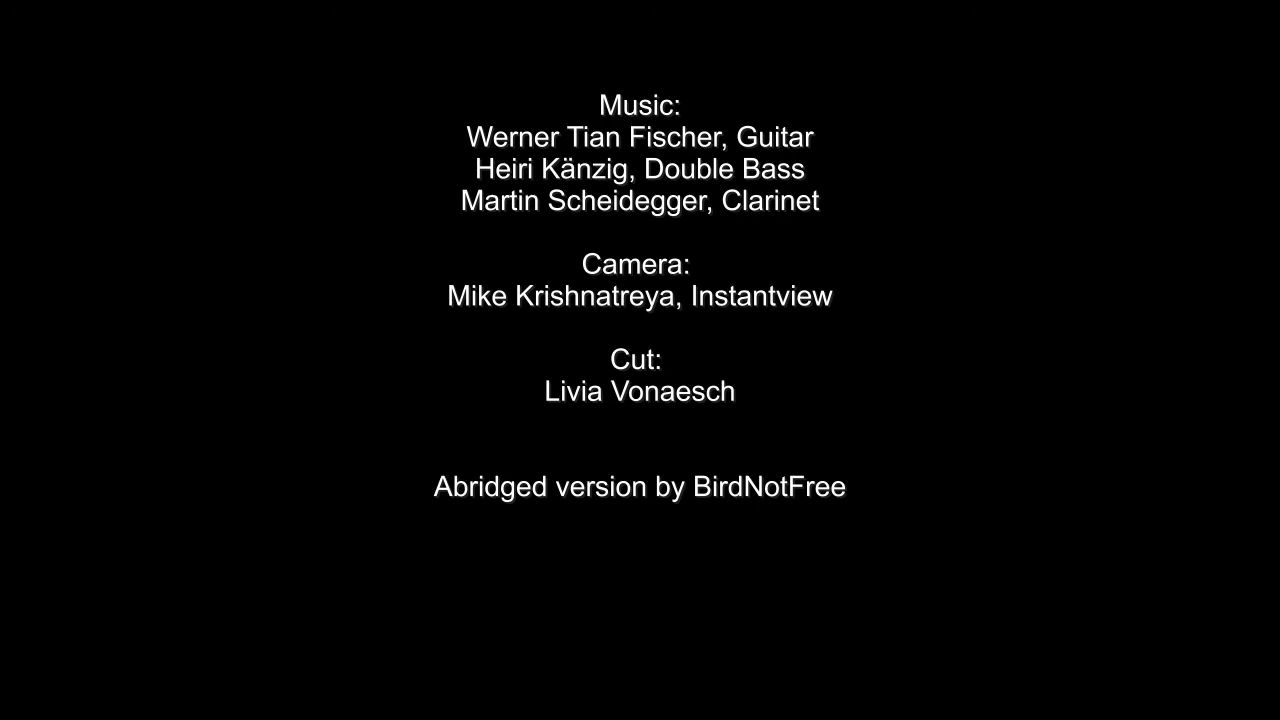 Music:
Werner Tian Fischer, Guitar
Heiri Känzig, Double Bass
Martin Scheidegger, Clarinet
Camera:
Mike Krishnatreya, Instantview
Cut:
Livia Vonaesch
Abridged version by BirdNotFree